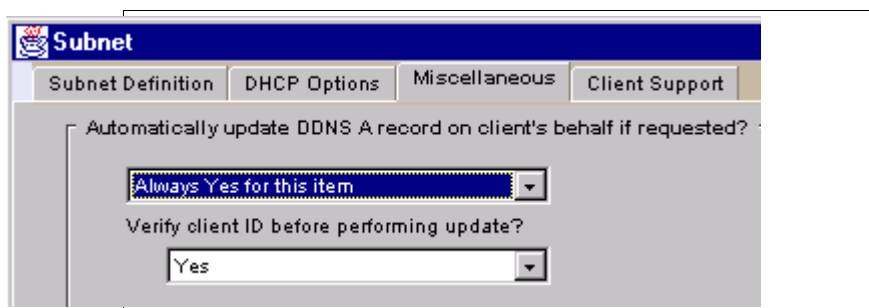 Subnet
Subnet Definition DHCP Options Miscellaneous Client Support
Automatically update DDNS A record on client's behalf if requested?
Always Yes for this item
Verify client ID before performing update?
Yes